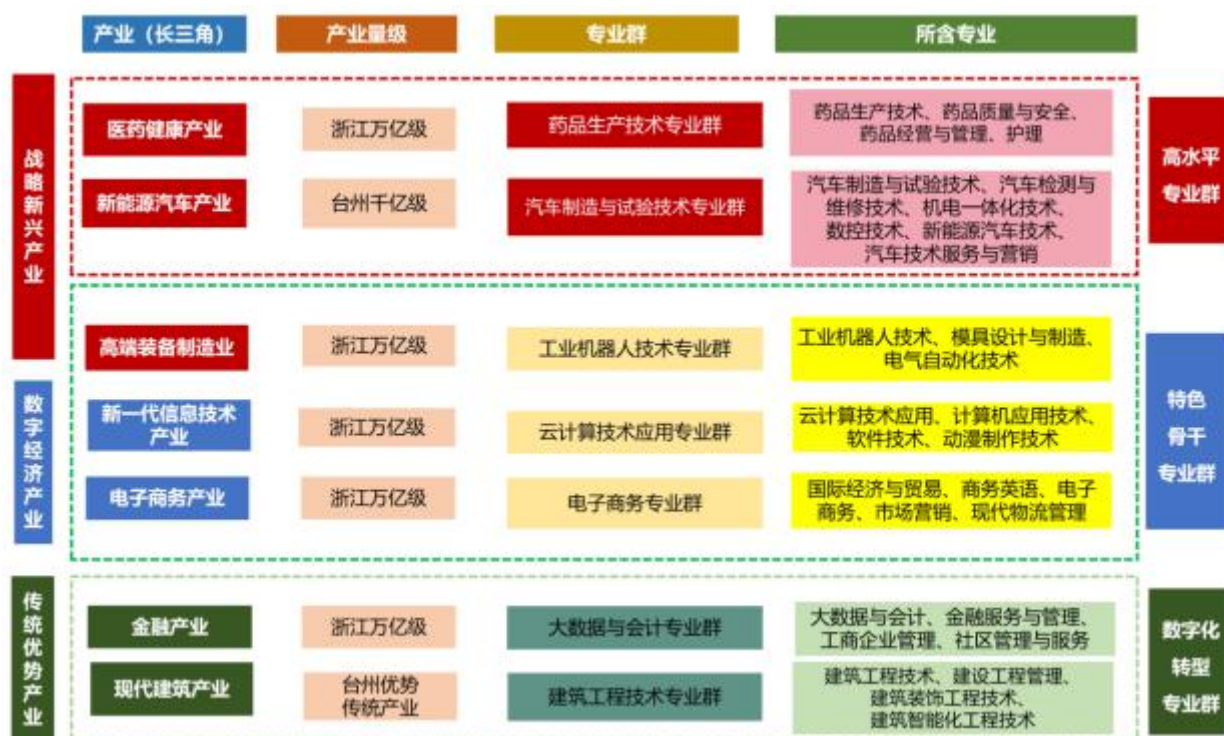 产业（长三角）
产业量级
专业群
所含专业
战略新兴产业
医药健康产业
浙江万亿级
药品生产技术专业群
药品生产技术、药品质量与安全、
药品经营与管理、护理
高水平
专业群
新能源汽车产业
台州千亿级
汽车制造与试验技术专业群
汽车制造与试验技术、汽车检测与
维修技术、机电一体化技术、
数控技术、新能源汽车技术、
汽车技术服务与营销
高端装备制造业
浙江万亿级
工业机器人技术专业群
工业机器人技术、模具设计与制造、
电气自动化技术
数字经济产业
新一代信息技术
产业
浙江万亿级
云计算技术应用专业群
云计算技术应用、计算机应用技术、
软件技术、动漫制作技术
特色
骨干
专业群
电子商务产业
浙江万亿级
电子商务专业群
国际经济与贸易、商务英语、电子
商务、市场营销、现代物流管理
传统优势产业
金融产业
浙江万亿级
大数据与会计专业群
大数据与会计、金融服务与管理、
工商企业管理、社区管理与服务
数字化
转型
专业群
现代建筑产业
台州优势
传统产业
建筑工程技术专业群
建筑工程技术、建设工程管理、
建筑装饰工程技术、
建筑智能化工程技术